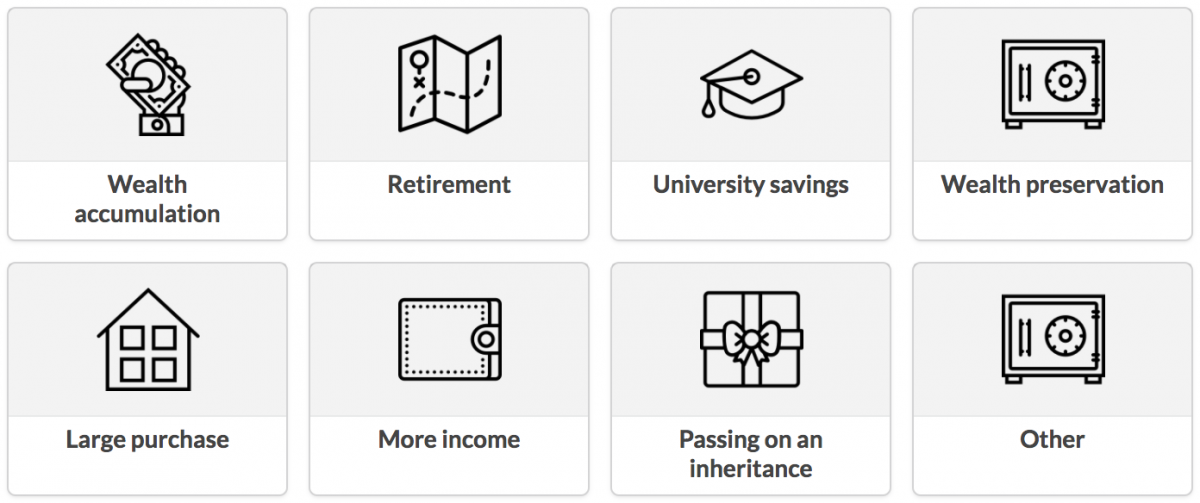 Wealth
accumulation
Retirement
University savings
Wealth preservation
Large purchase
More income
Passing on an
inheritance
Other